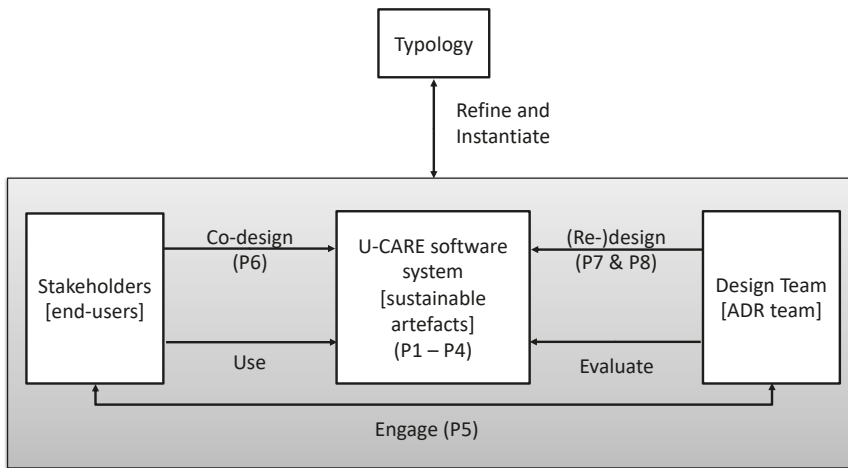 Typology
Refine and
Instantiate
Co-design
(P6)
Use
Stakeholders
[end-users]
U-CARE software
system
[sustainable
artefacts]
(P1 – P4)
(Re-)design
(P7 & P8)
Evaluate
Design Team
[ADR team]
Engage (P5)